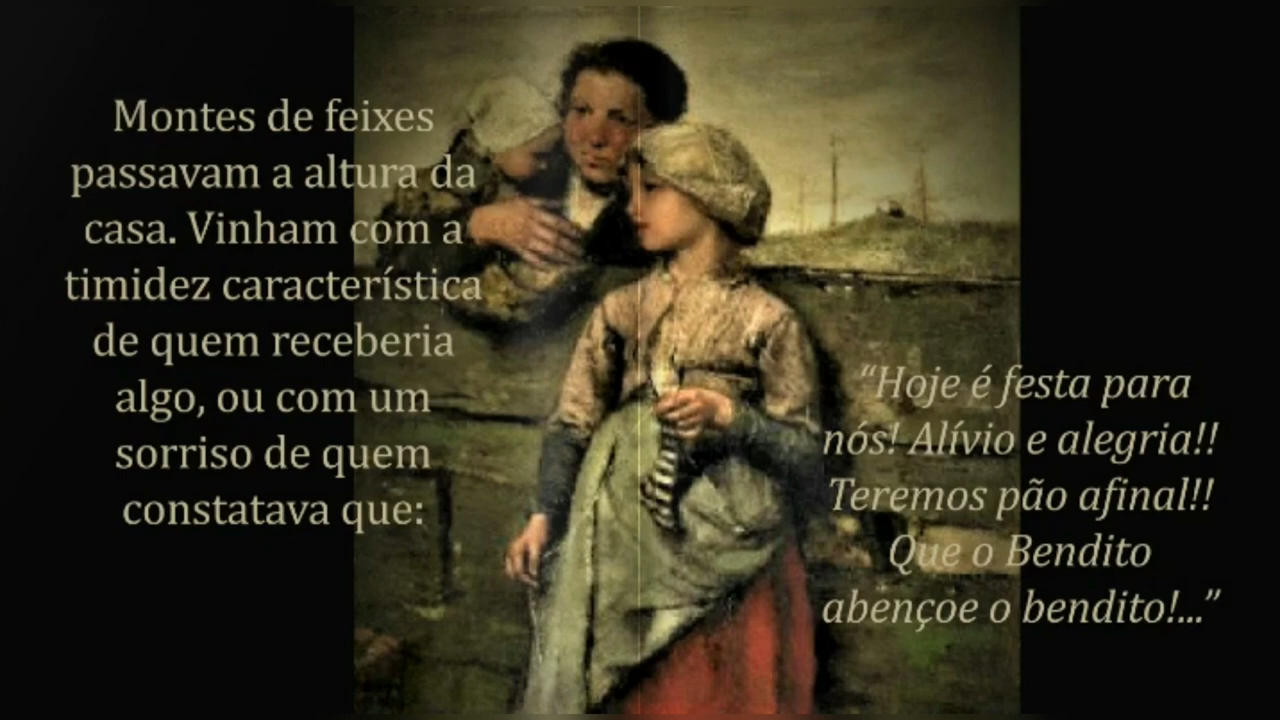 Montes de feixes
passavam a altura da
casa. Vinham com a
timidez característica
de quem receberia
algo, ou com um
sorriso de quem
constatava que:
“Hoje é festa para
nós! Alívio e alegria!!
Teremos pão afinal!!
Que o Bendito
abençoe o bendito!...”